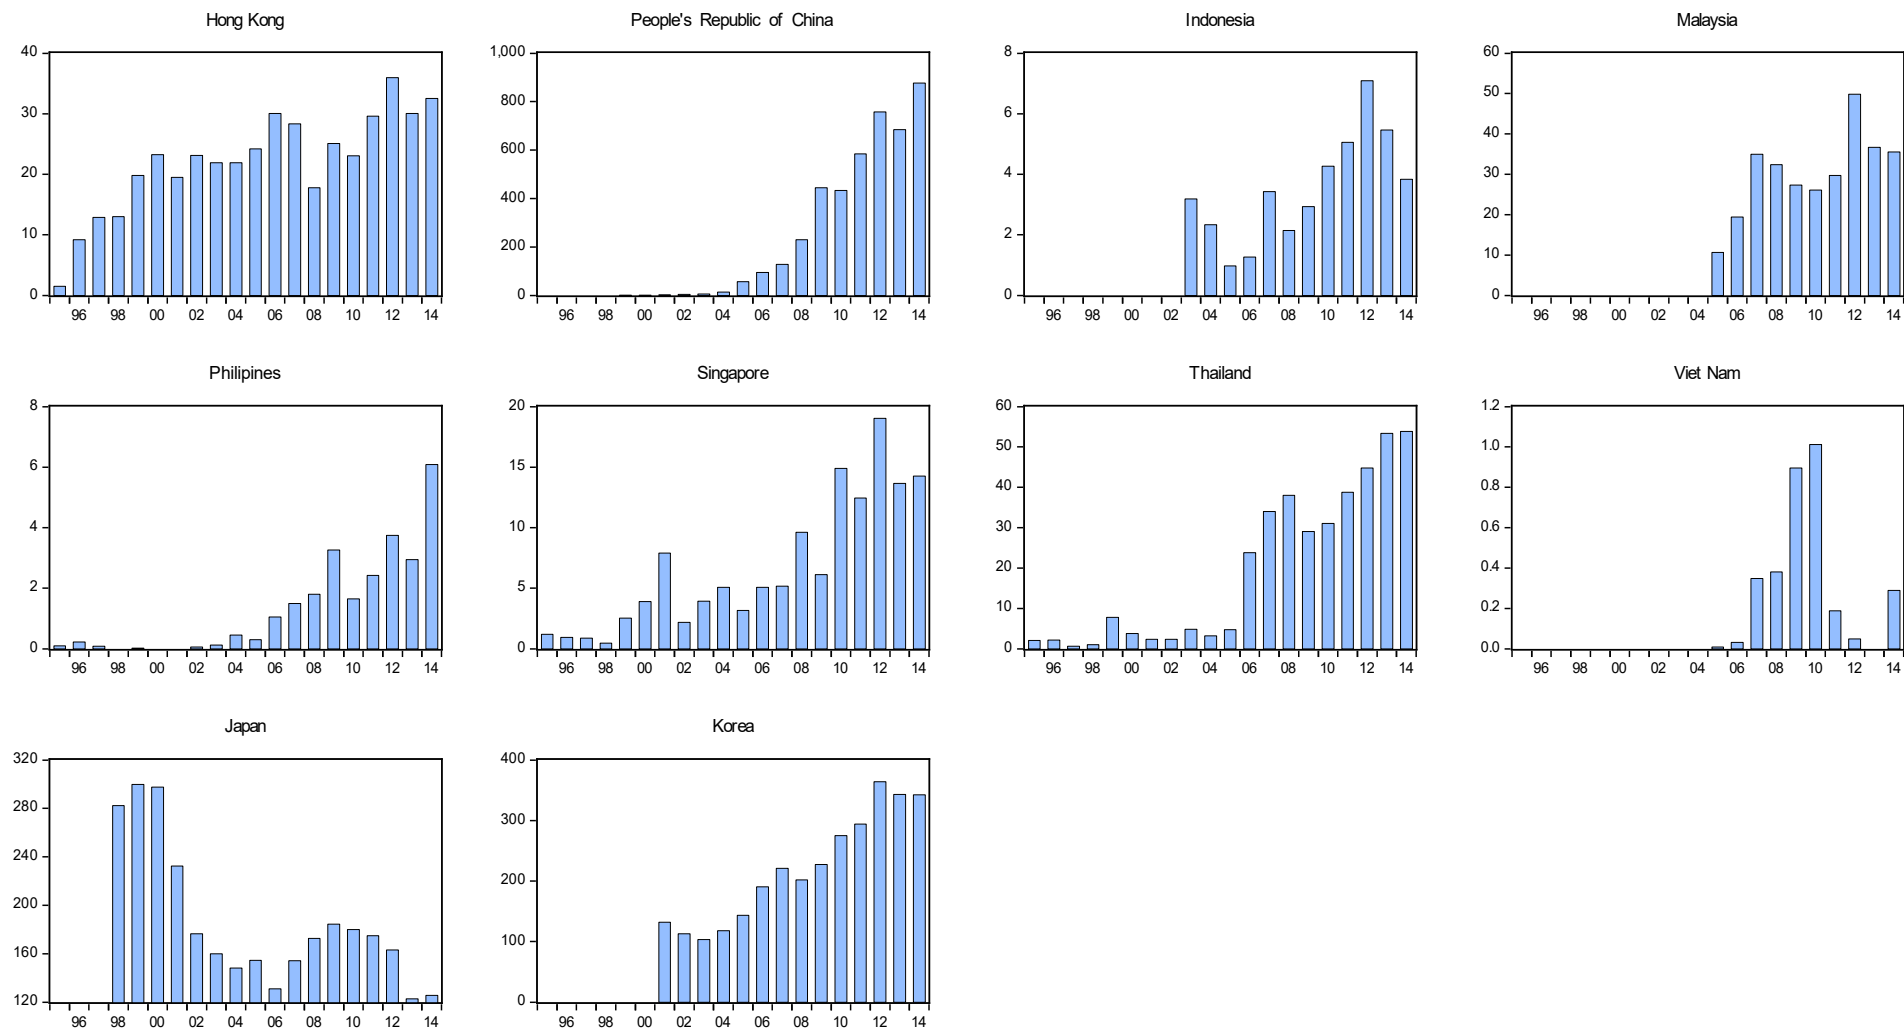 Hong Kong
40
30
20
10
0
96 98 00 02 04 06 08 10 12 14
People's Republic of China
1,000
800
600
400
200
0
96 98 00 02 04 06 08 10 12 14
Indonesia
8
6
4
2
0
96 98 00 02 04 06 08 10 12 14
Malaysia
60
50
40
30
20
10
0
96 98 00 02 04 06 08 10 12 14
Philipines
8
6
4
2
0
96 98 00 02 04 06 08 10 12 14
Singapore
20
15
10
5
0
96 98 00 02 04 06 08 10 12 14
Thailand
60
50
40
30
20
10
0
96 98 00 02 04 06 08 10 12 14
Viet Nam
1.2
1.0
0.8
0.6
0.4
0.2
0.0
96 98 00 02 04 06 08 10 12 14
Japan
320
280
240
200
160
120
96 98 00 02 04 06 08 10 12 14
Korea
400
300
200
100
0
96 98 00 02 04 06 08 10 12 14